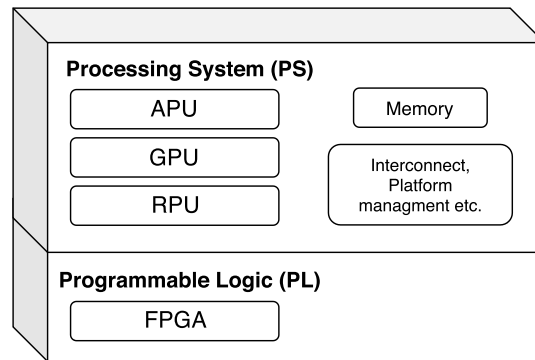 Processing System (PS)
APU
GPU
RPU
Memory
Interconnect,
Platform
managment etc.
Programmable Logic (PL)
FPGA